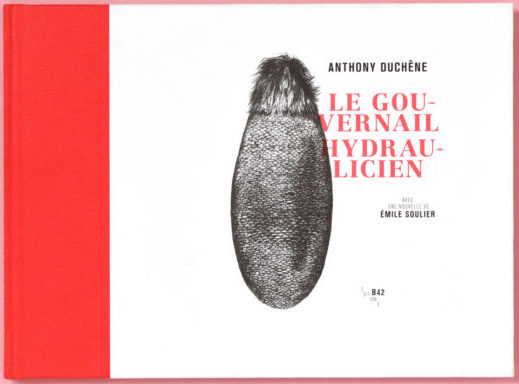 ANTHONY DUCHÊNE
LE GOU-
VERNAIL
HYDRAU-
LICIEN
AVEC
UNE NOUVELLE DE
ÉMILE SOULIER
B42